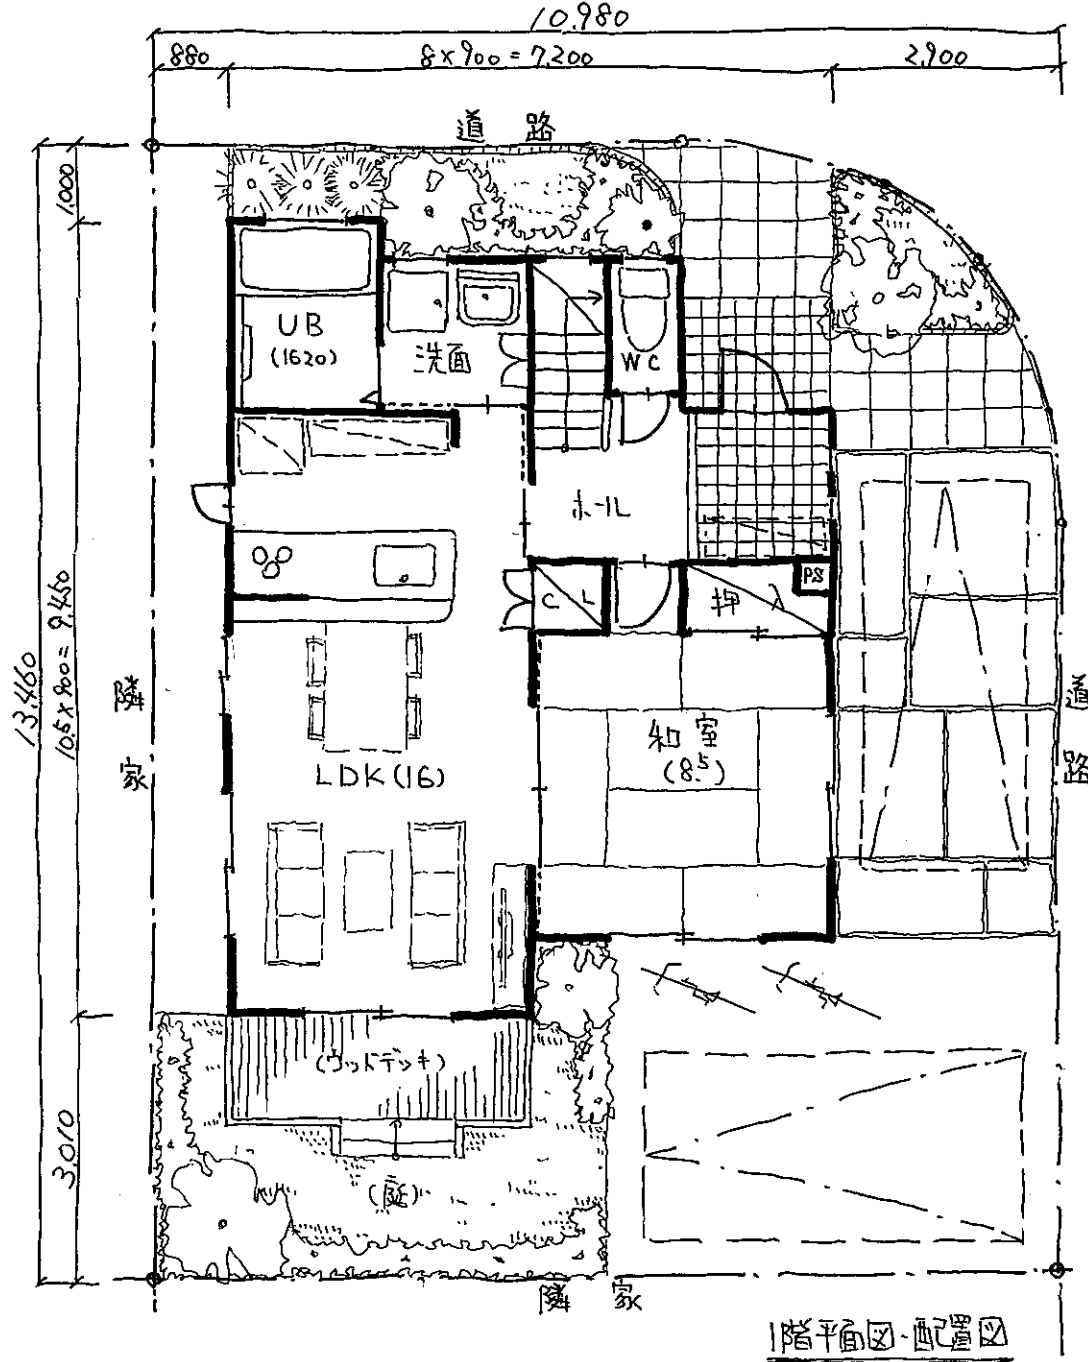 10.980
880
8×900=7,200
2,900
道路
1.000
UB
(1620)
洗面
WC
ホール
CL
押入
PS
13.460
10.5×900=9.450
隣家
和室
(8.5)
道路
LDK(16)
(ウッドデッキ)
3.010
(庭)
隣家
1階平面図・配置図